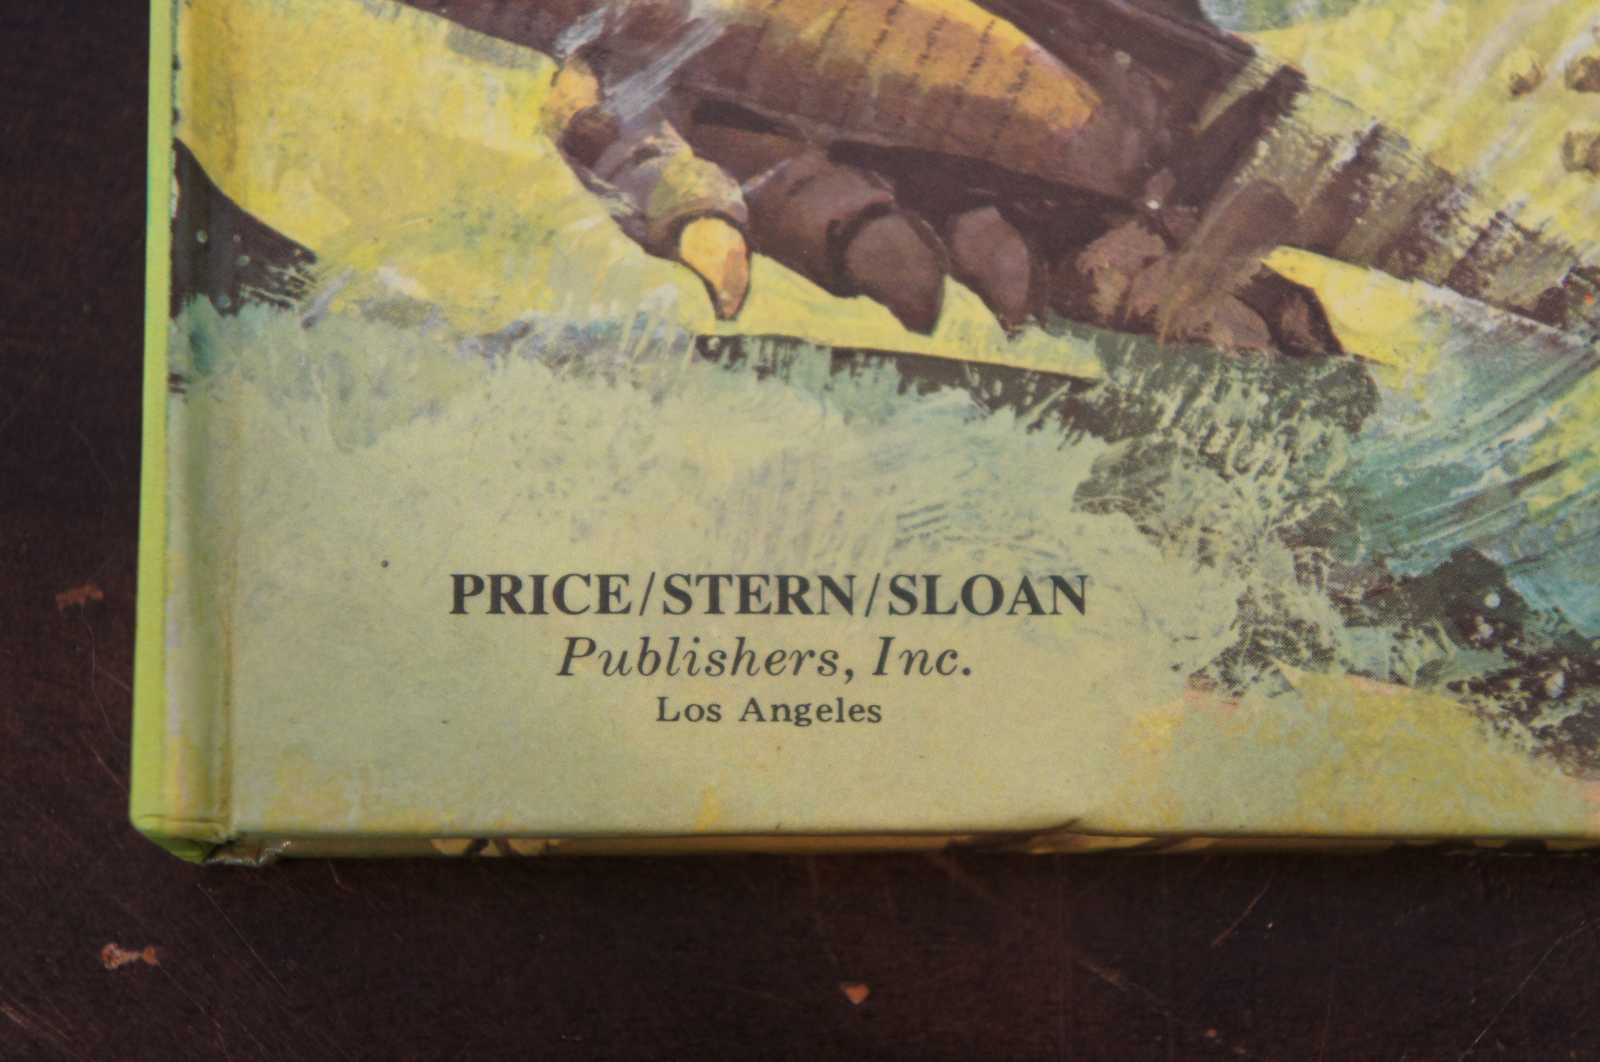 PRICE/STERN/SLOAN
Publishers, Inc.
Los Angeles